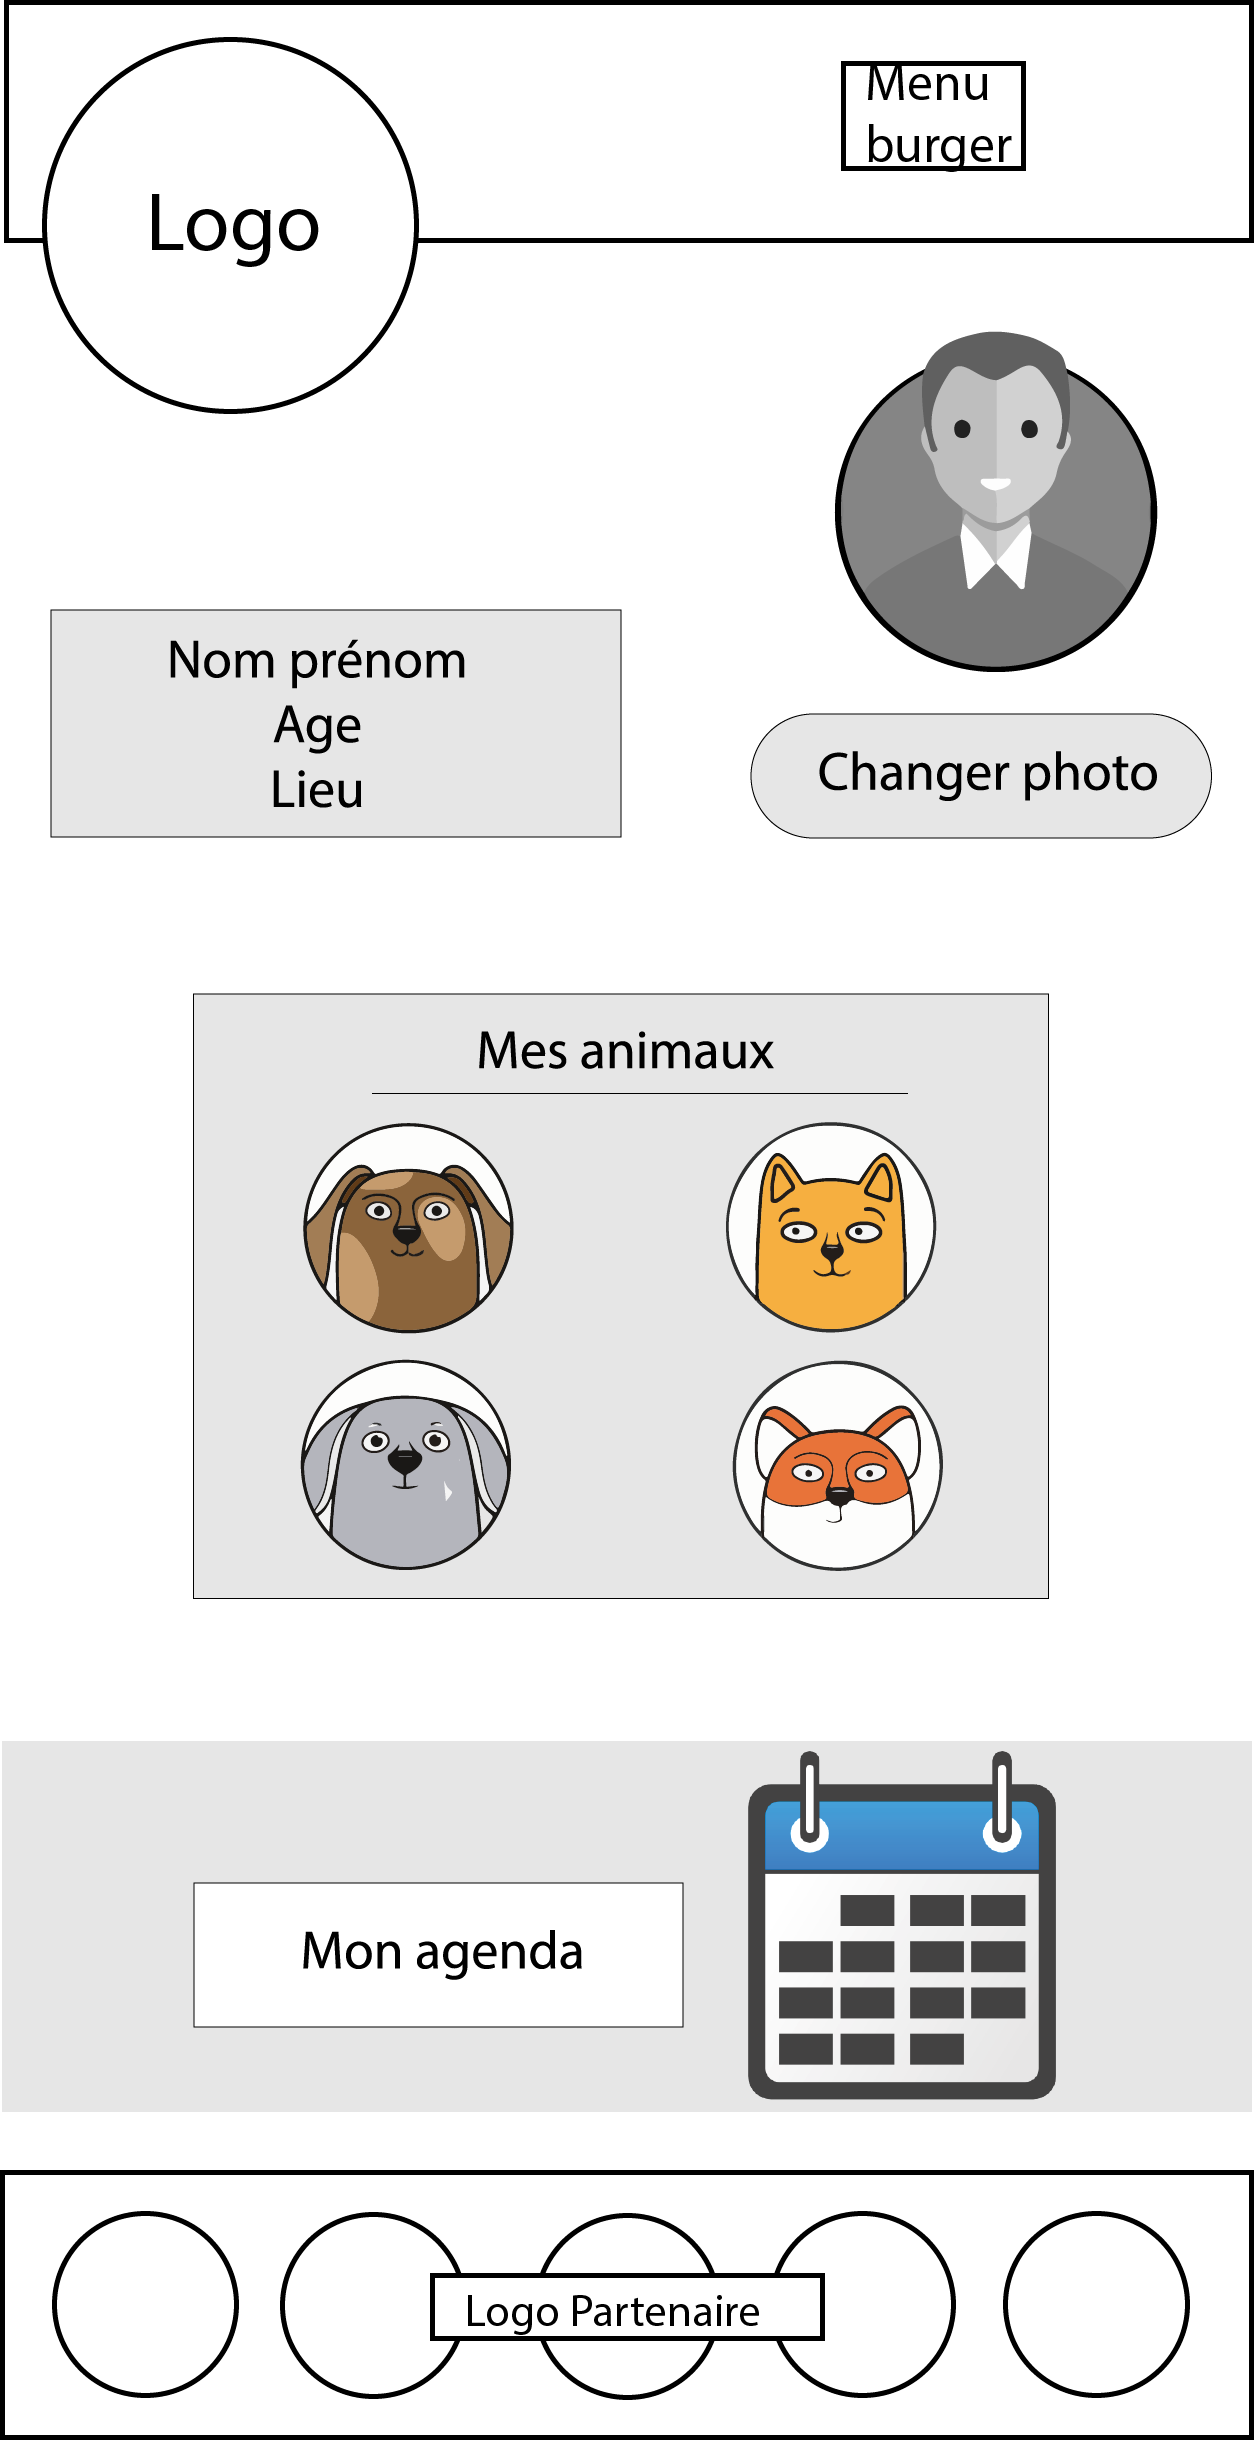 Menu
burger
Logo
Nom prénom
Age
Lieu
Changer photo
Mes animaux
Mon agenda
Logo Partenaire